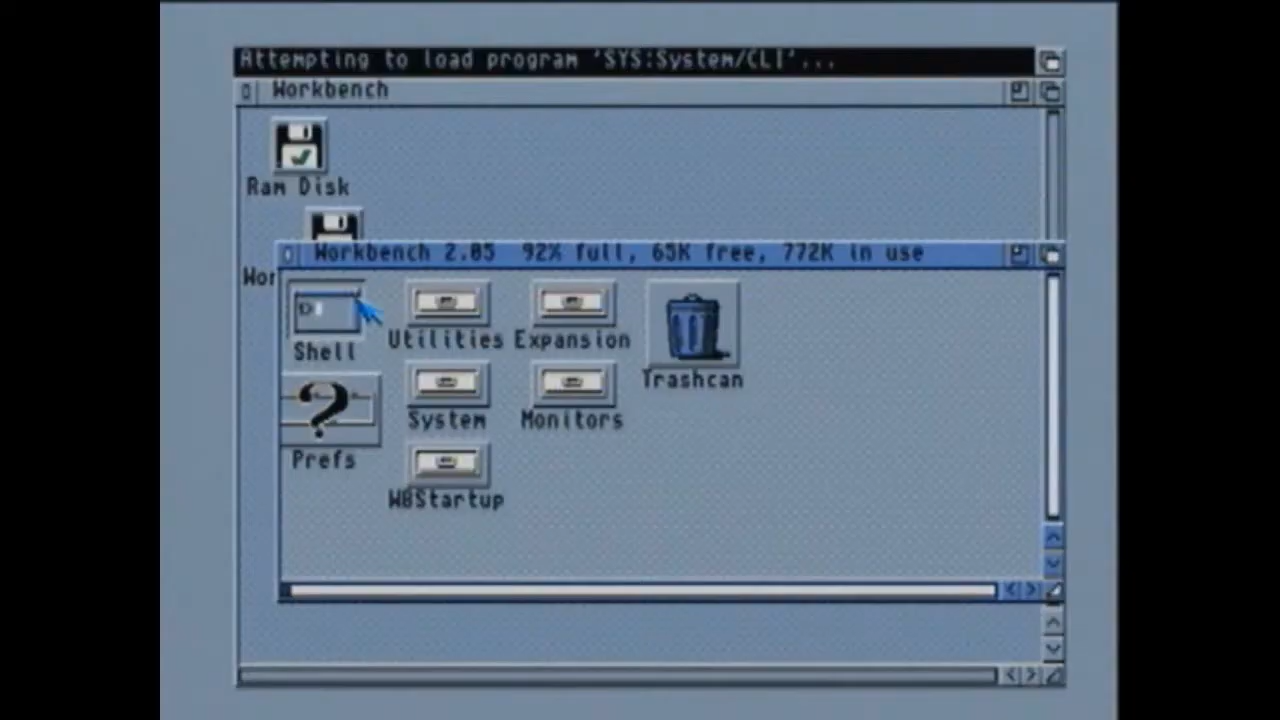 Attempting to load program 'SYS:System/CLI'...
Workbench
Ram Disk
Workbench 2.05 92% full, 65K free, 772K in use
Wor
Shell
Utilities
Expansion
Trashcan
Prefs
System
Monitors
WBStartup